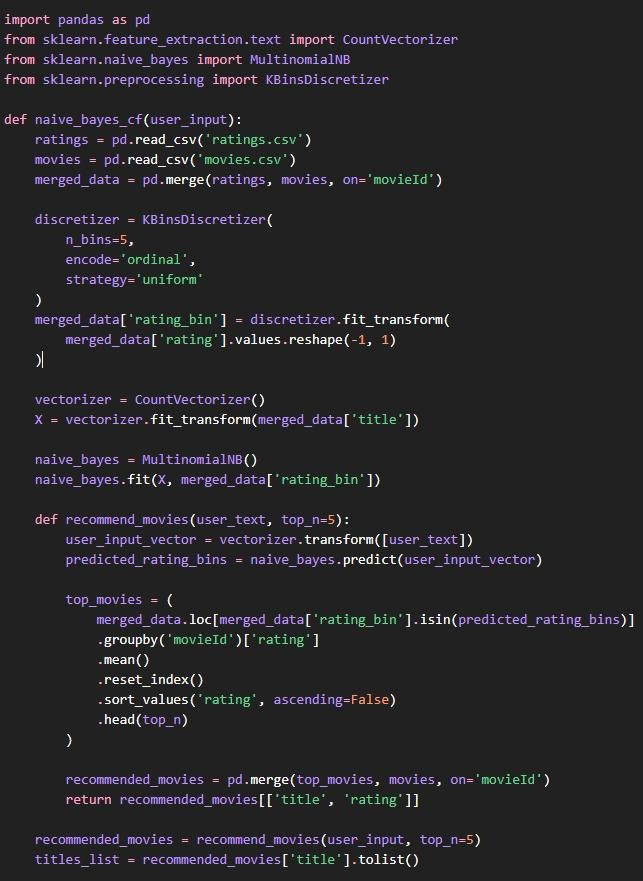 import pandas as pd
from sklearn.feature_extraction.text import CountVectorizer
from sklearn.naive_bayes import MultinomialNB
from sklearn.preprocessing import KBinsDiscretizer

def naive_bayes_cf(user_input):
    ratings = pd.read_csv('ratings.csv')
    movies = pd.read_csv('movies.csv')
    merged_data = pd.merge(ratings, movies, on='movieId')

    discretizer = KBinsDiscretizer(
        n_bins=5,
        encode='ordinal',
        strategy='uniform'
    )
    merged_data['rating_bin'] = discretizer.fit_transform(
        merged_data['rating'].values.reshape(-1, 1)
    )

    vectorizer = CountVectorizer()
    X = vectorizer.fit_transform(merged_data['title'])

    naive_bayes = MultinomialNB()
    naive_bayes.fit(X, merged_data['rating_bin'])

    def recommend_movies(user_text, top_n=5):
        user_input_vector = vectorizer.transform([user_text])
        predicted_rating_bins = naive_bayes.predict(user_input_vector)

        top_movies = (
            merged_data.loc[merged_data['rating_bin'].isin(predicted_rating_bins)]
            .groupby('movieId')['rating']
            .mean()
            .reset_index()
            .sort_values('rating', ascending=False)
            .head(top_n)
        )

        recommended_movies = pd.merge(top_movies, movies, on='movieId')
        return recommended_movies[['title', 'rating']]

    recommended_movies = recommend_movies(user_input, top_n=5)
    titles_list = recommended_movies['title'].tolist()